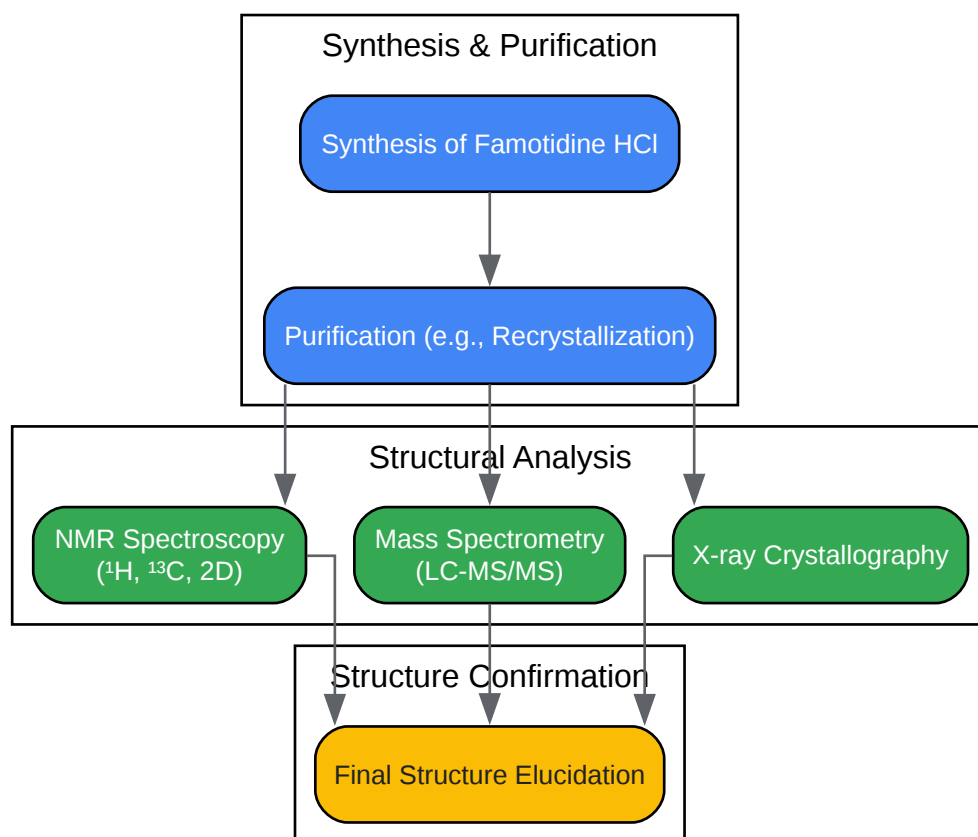 Synthesis & Purification
Synthesis of Famotidine HCl
Purification (e.g., Recrystallization)
Structural Analysis
NMR Spectroscopy
(¹H, ¹³C, 2D)
Mass Spectrometry
(LC-MS/MS)
X-ray Crystallography
Structure Confirmation
Final Structure Elucidation